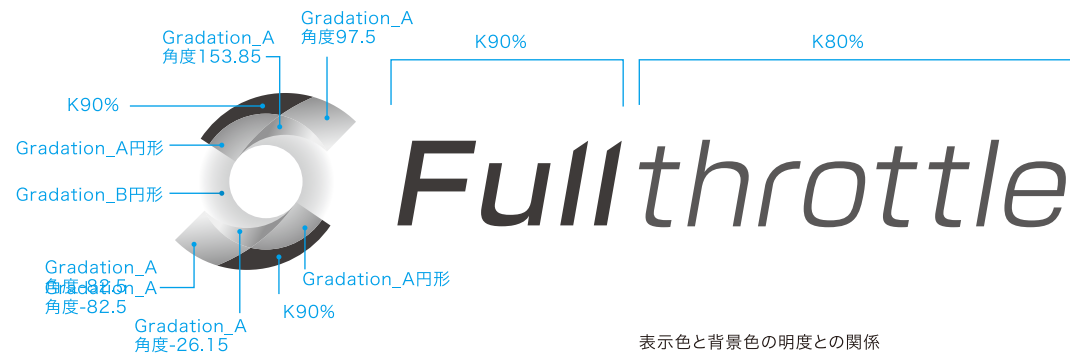 Gradation_A
角度97.5
Gradation_A
角度153.85
K90%
K80%
K90%
Gradation_A円形
Gradation_B円形
Fullthrottle
Gradation_A
角度-82.5
Gradation_A
角度-82.5
Gradation_A円形
K90%
Gradation_A
角度-26.15
表示色と背景色の明度との関係